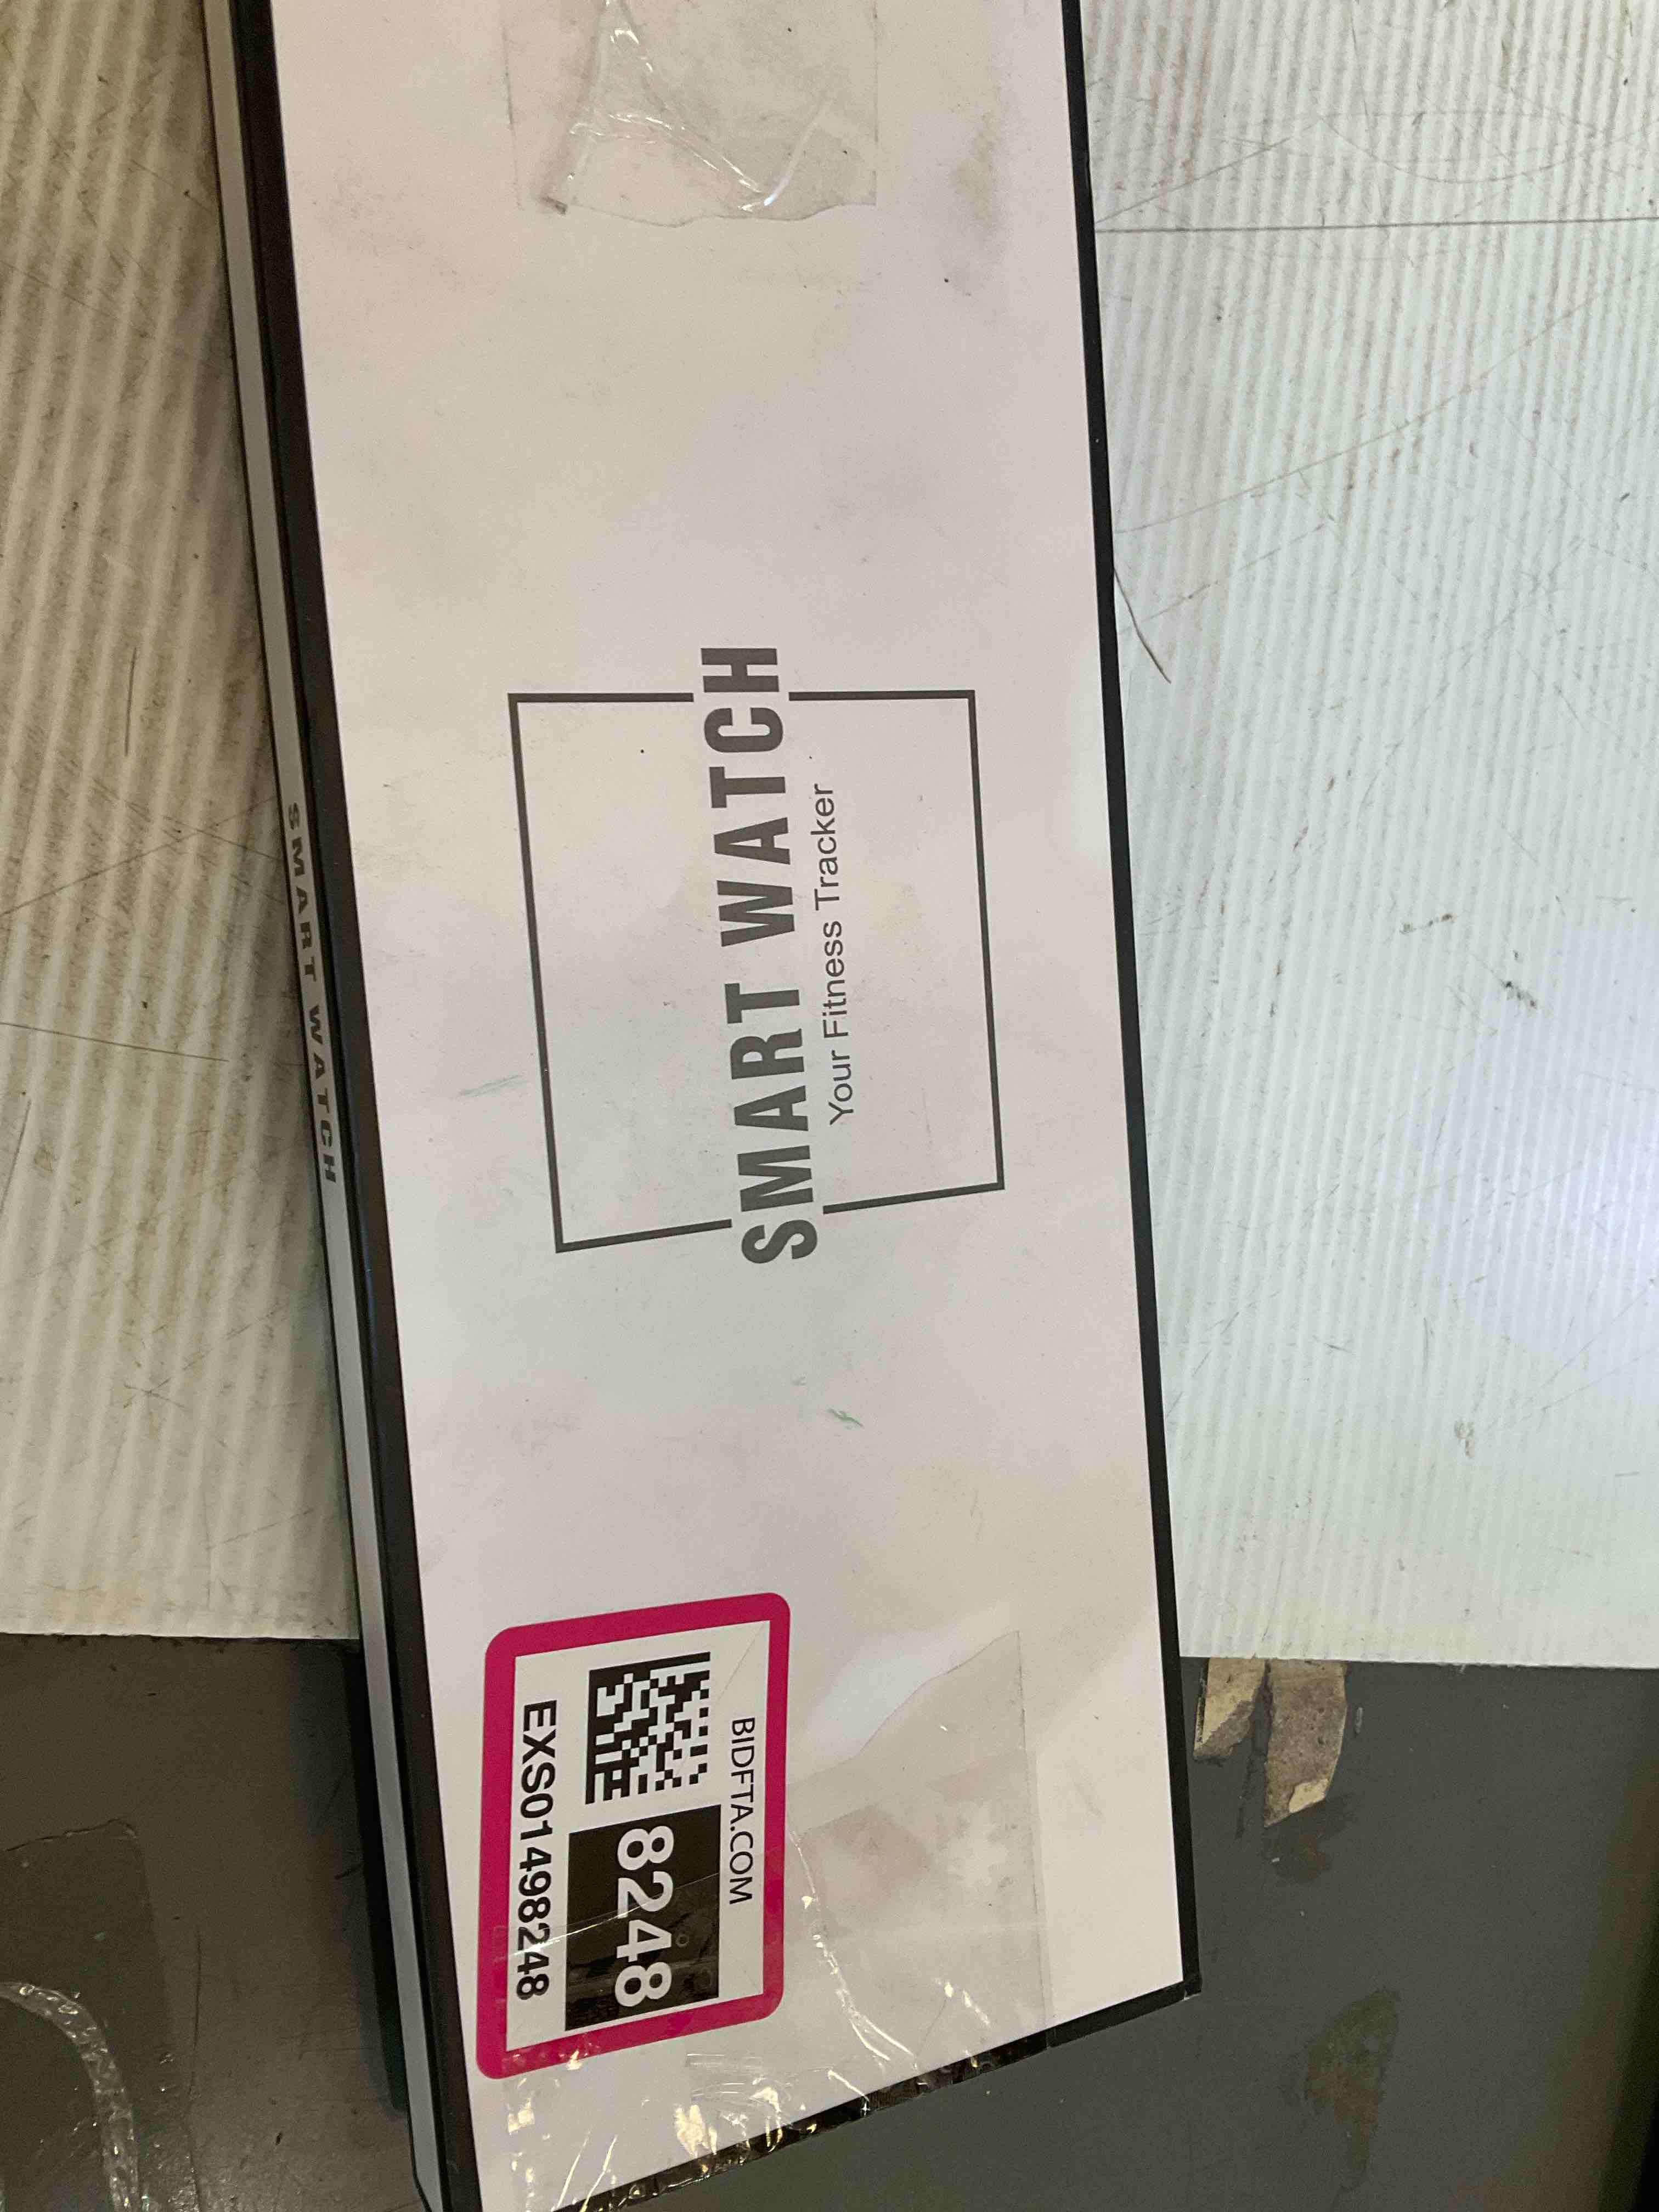 SMART WATCH
Your Fitness Tracker
SMART WATCH
BIDFTA.COM
8248
EXS01498248